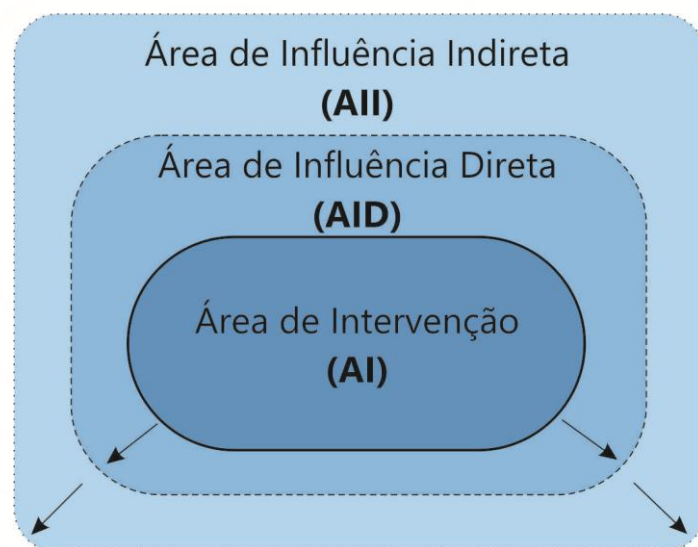 Área de Influência Indireta
(AII)
Área de Influência Direta
(AID)
Área de Intervenção
(AI)